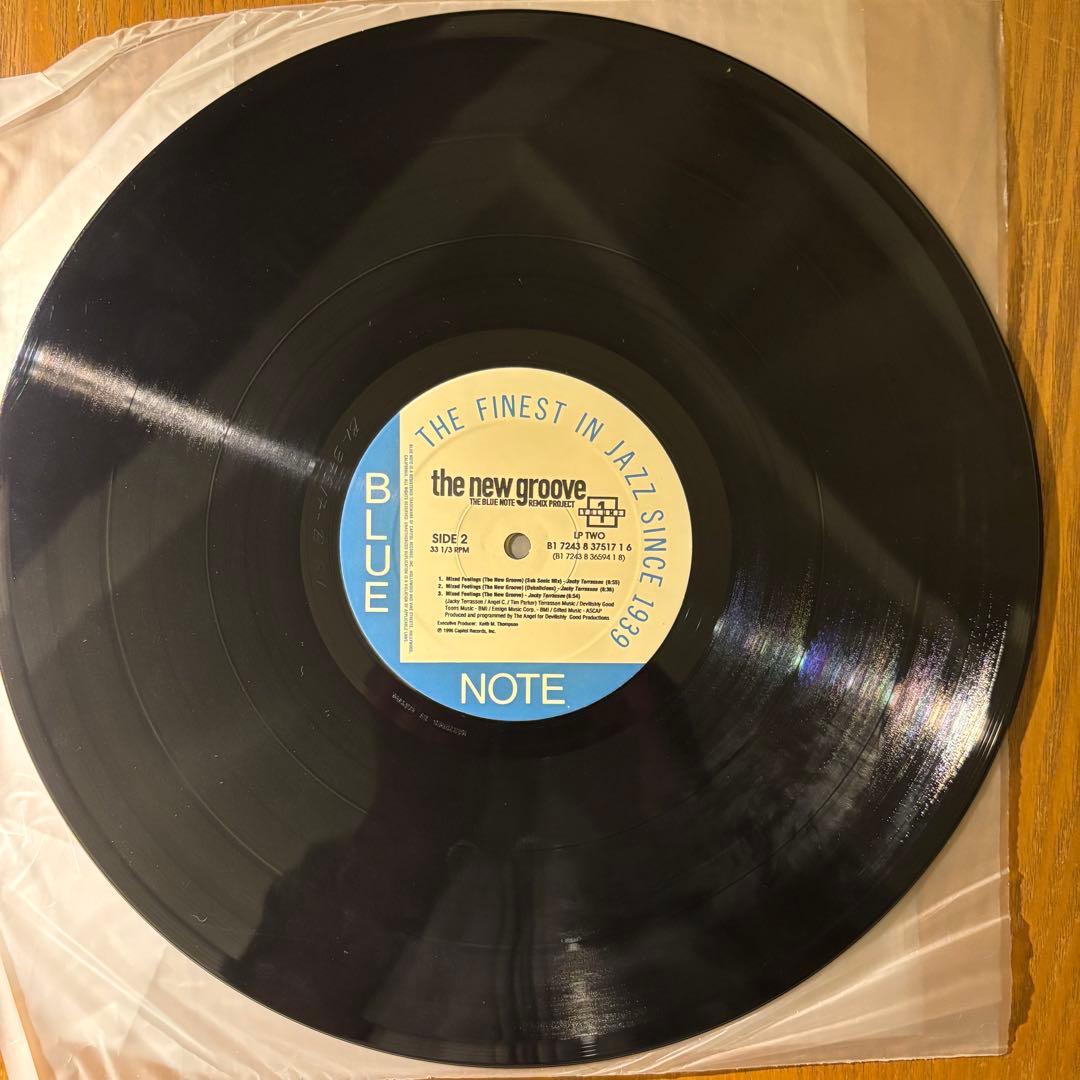 THE FINEST IN JAZZ SINCE 1939
BLUE
NOTE
the new groove
THE BLUE NOTE REMIX PROJECT
1
SIDE 2
33 1/3 RPM
LP TWO
B1 7243 8 37517 1 6
(B1 7243 8 36594 1 8)
1. Mixed Feelings (The New Groove) (Sub Sonic Mix) - Jacky Terrasson (6:55)
2. Mixed Feelings (The New Groove) (Dubalicious) - Jacky Terrasson (6:36)
3. Mixed Feelings (The New Groove) - Jacky Terrasson (6:54)
(Jacky Terrasson / Angel C. / Tim Parker) Terrasson Music / Devilishly Good
Toons Music - BMI / Ensign Music Corp. - BMI / Gifted Music - ASCAP
Produced and programmed by The Angel for Devilishly Good Productions
Executive Producer: Keith M. Thompson
℗ 1996 Capitol Records, Inc.